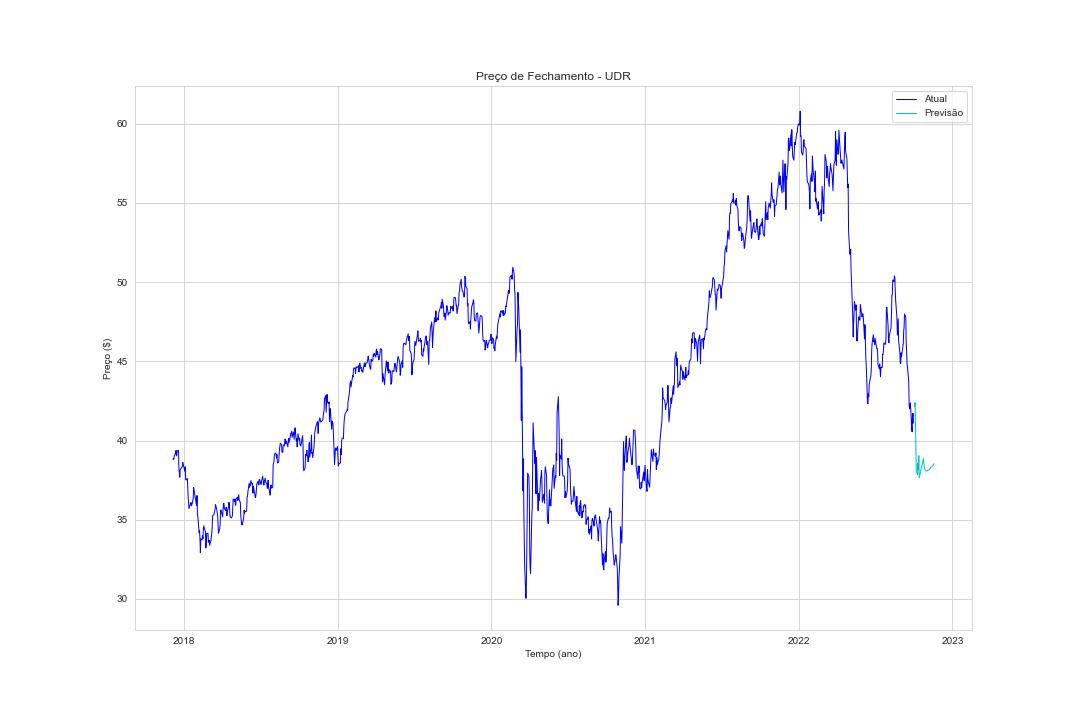 Preço de Fechamento - UDR
Atual
Previsão
60
55
50
45
40
35
30
Preço ($)
2018
2019
2020
2021
2022
2023
Tempo (ano)